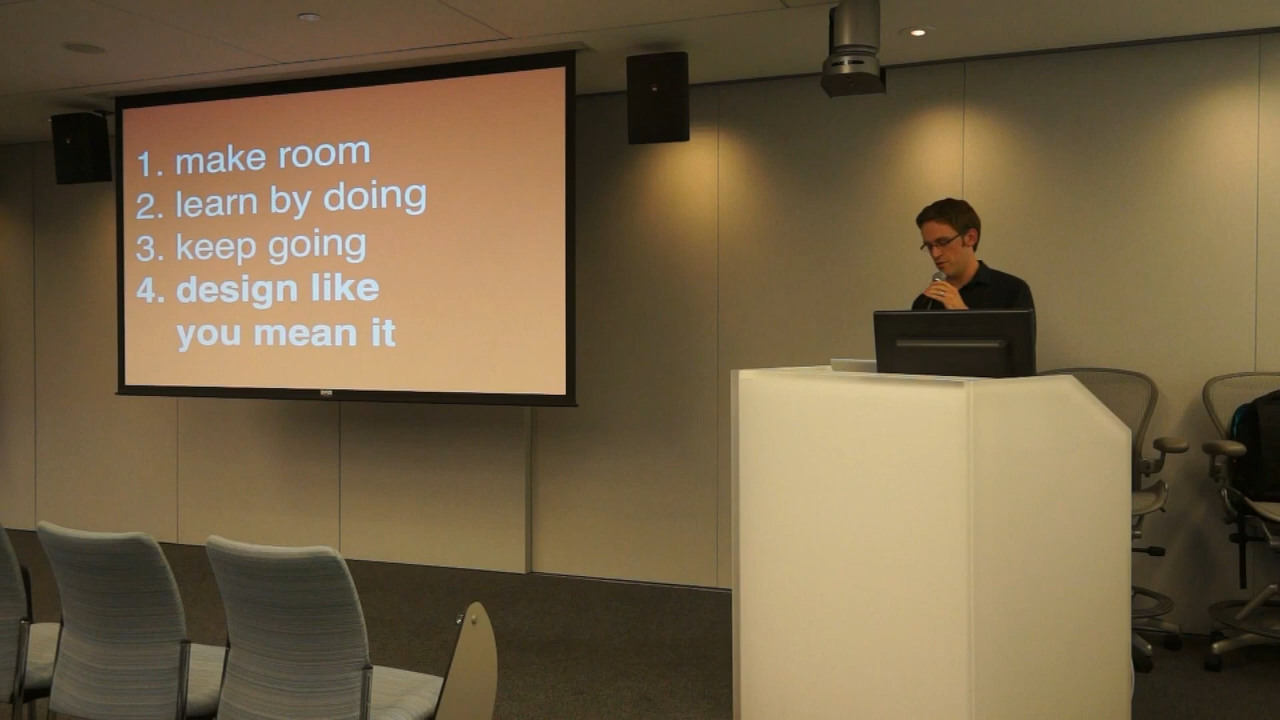 1. make room
2. learn by doing
3. keep going
4. design like
you mean it